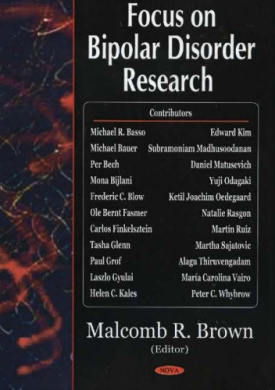 Focus on
Bipolar Disorder
Research
Contributors
Michael R. Basso
Michael Bauer
Per Bech
Mona Bijlani
Frederic C. Blow
Ole Bernt Fasmer
Carlos Finkelsztein
Tasha Glenn
Paul Grof
Laszlo Gyulai
Helen C. Kales
Edward Kim
Subramoniam Madhusoodanan
Daniel Matusevich
Yuji Odagaki
Ketil Joachim Oedegaard
Natalie Rasgon
Martín Ruiz
Martha Sajatovic
Alagu Thiruvengadam
María Carolina Vairo
Peter C. Whybrow
Malcomb R. Brown
(Editor)
NOVA